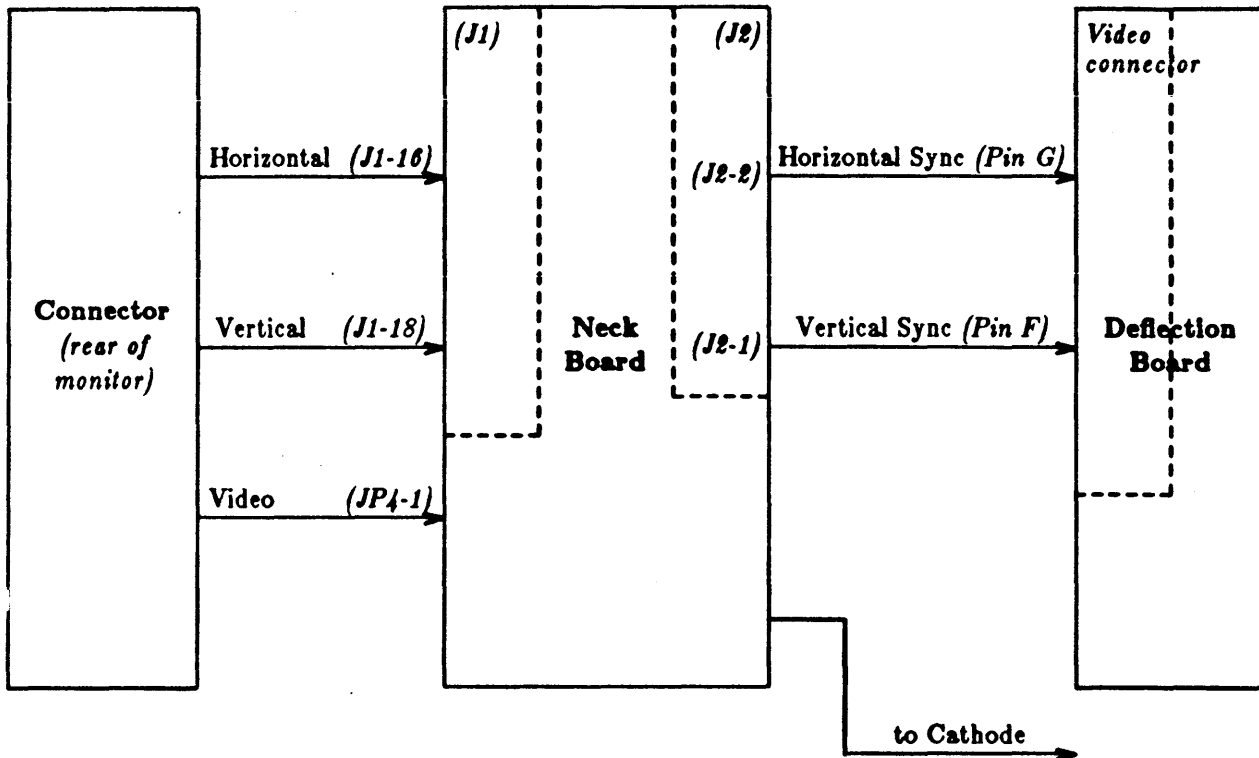 (J1)
(J2)
Video
connector
Horizontal (J1-16)
(J2-2)
Horizontal Sync (Pin G)
Connector
(rear of
monitor)
Vertical (J1-18)
Neck
Board
(J2-1)
Vertical Sync (Pin F)
Deflection
Board
Video (JP4-1)
to Cathode